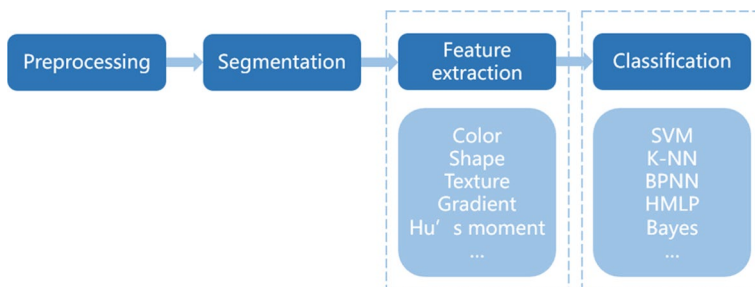 Preprocessing
Segmentation
Feature
extraction
Classification
Color
Shape
Texture
Gradient
Hu’s moment
...
SVM
K-NN
BPNN
HMLP
Bayes
...